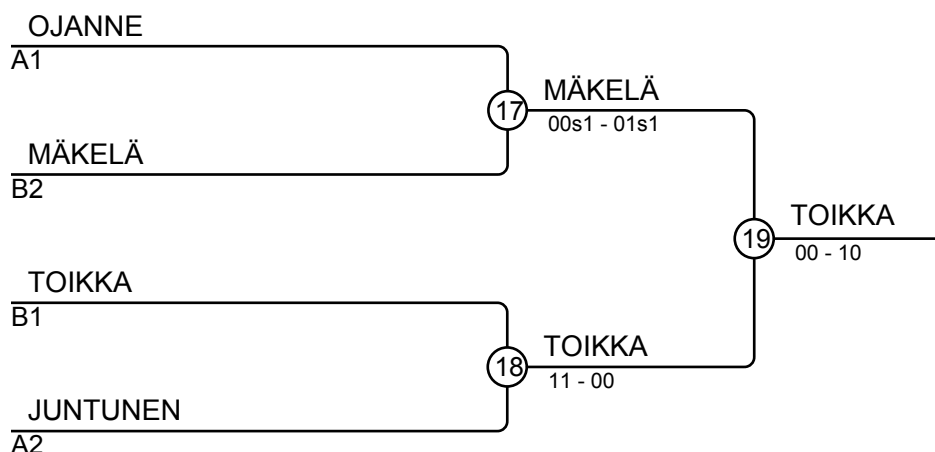 OJANNE
A1
17
MÄKELÄ
00s1 - 01s1
MÄKELÄ
B2
19
TOIKKA
00 - 10
TOIKKA
B1
18
TOIKKA
11 - 00
JUNTUNEN
A2